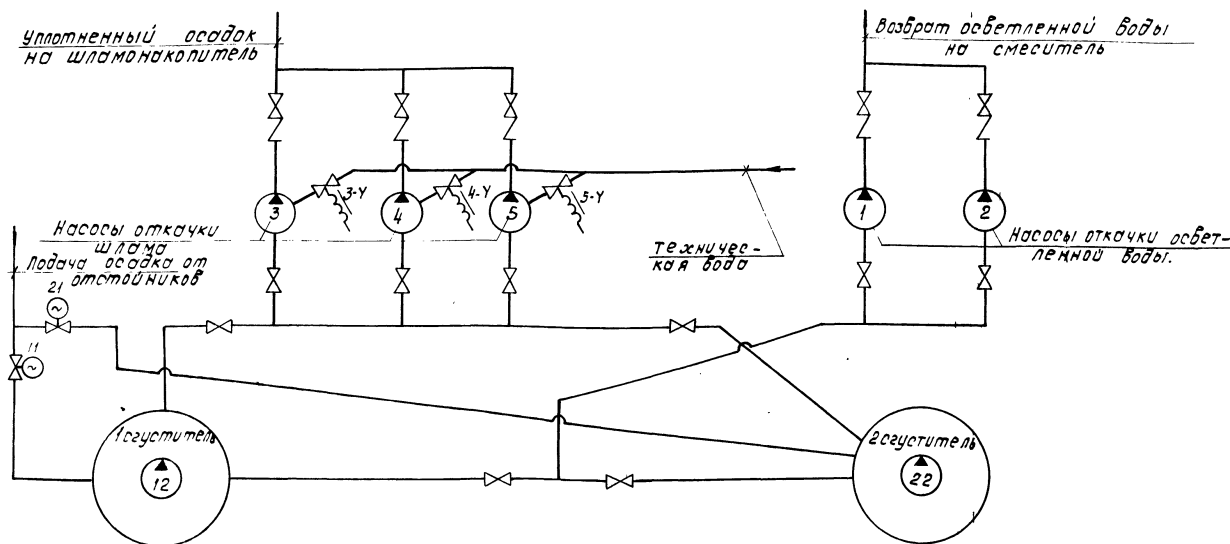 Уплотненный осадок
на шламонакопитель
Возврат осветленной воды
на смеситель
3-У
4-У
5-У
3
4
5
1
2
Насосы откачки
шлама
Подача осадка от
отстойников
техничес-
кая вода
Насосы откачки освет-
ленной воды.
21
11
1 сгуститель
12
2 сгуститель
22